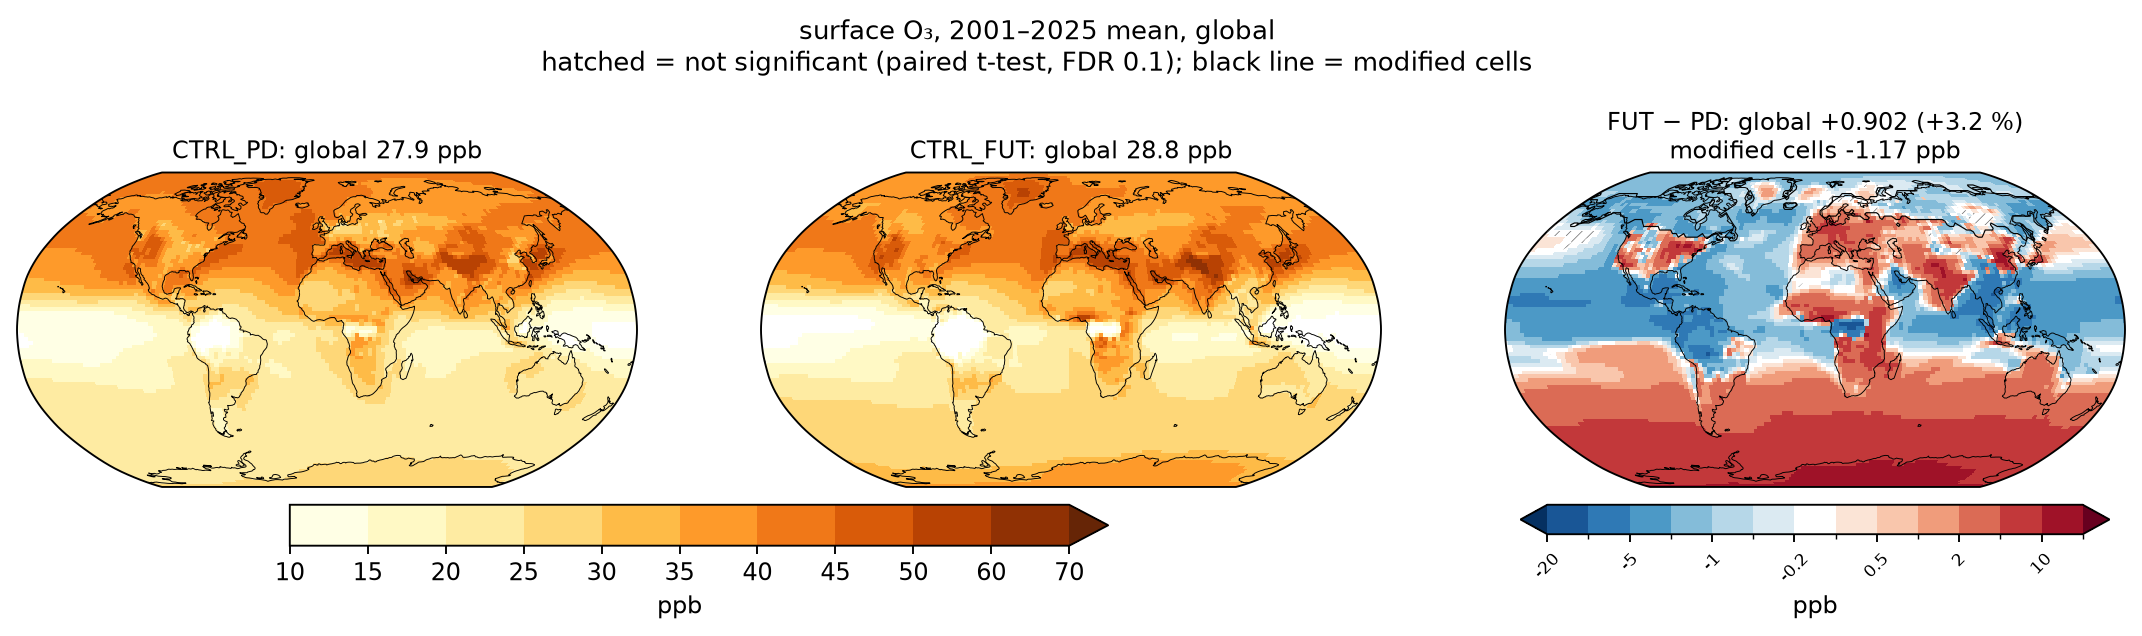 surface O₃, 2001–2025 mean, global
hatched = not significant (paired t-test, FDR 0.1); black line = modified cells
CTRL_PD: global 27.9 ppb
CTRL_FUT: global 28.8 ppb
FUT − PD: global +0.902 (+3.2 %)
modified cells -1.17 ppb
10 15 20 25 30 35 40 45 50 60 70
ppb
-20 -5 -1 -0.2 0.5 2 10
ppb